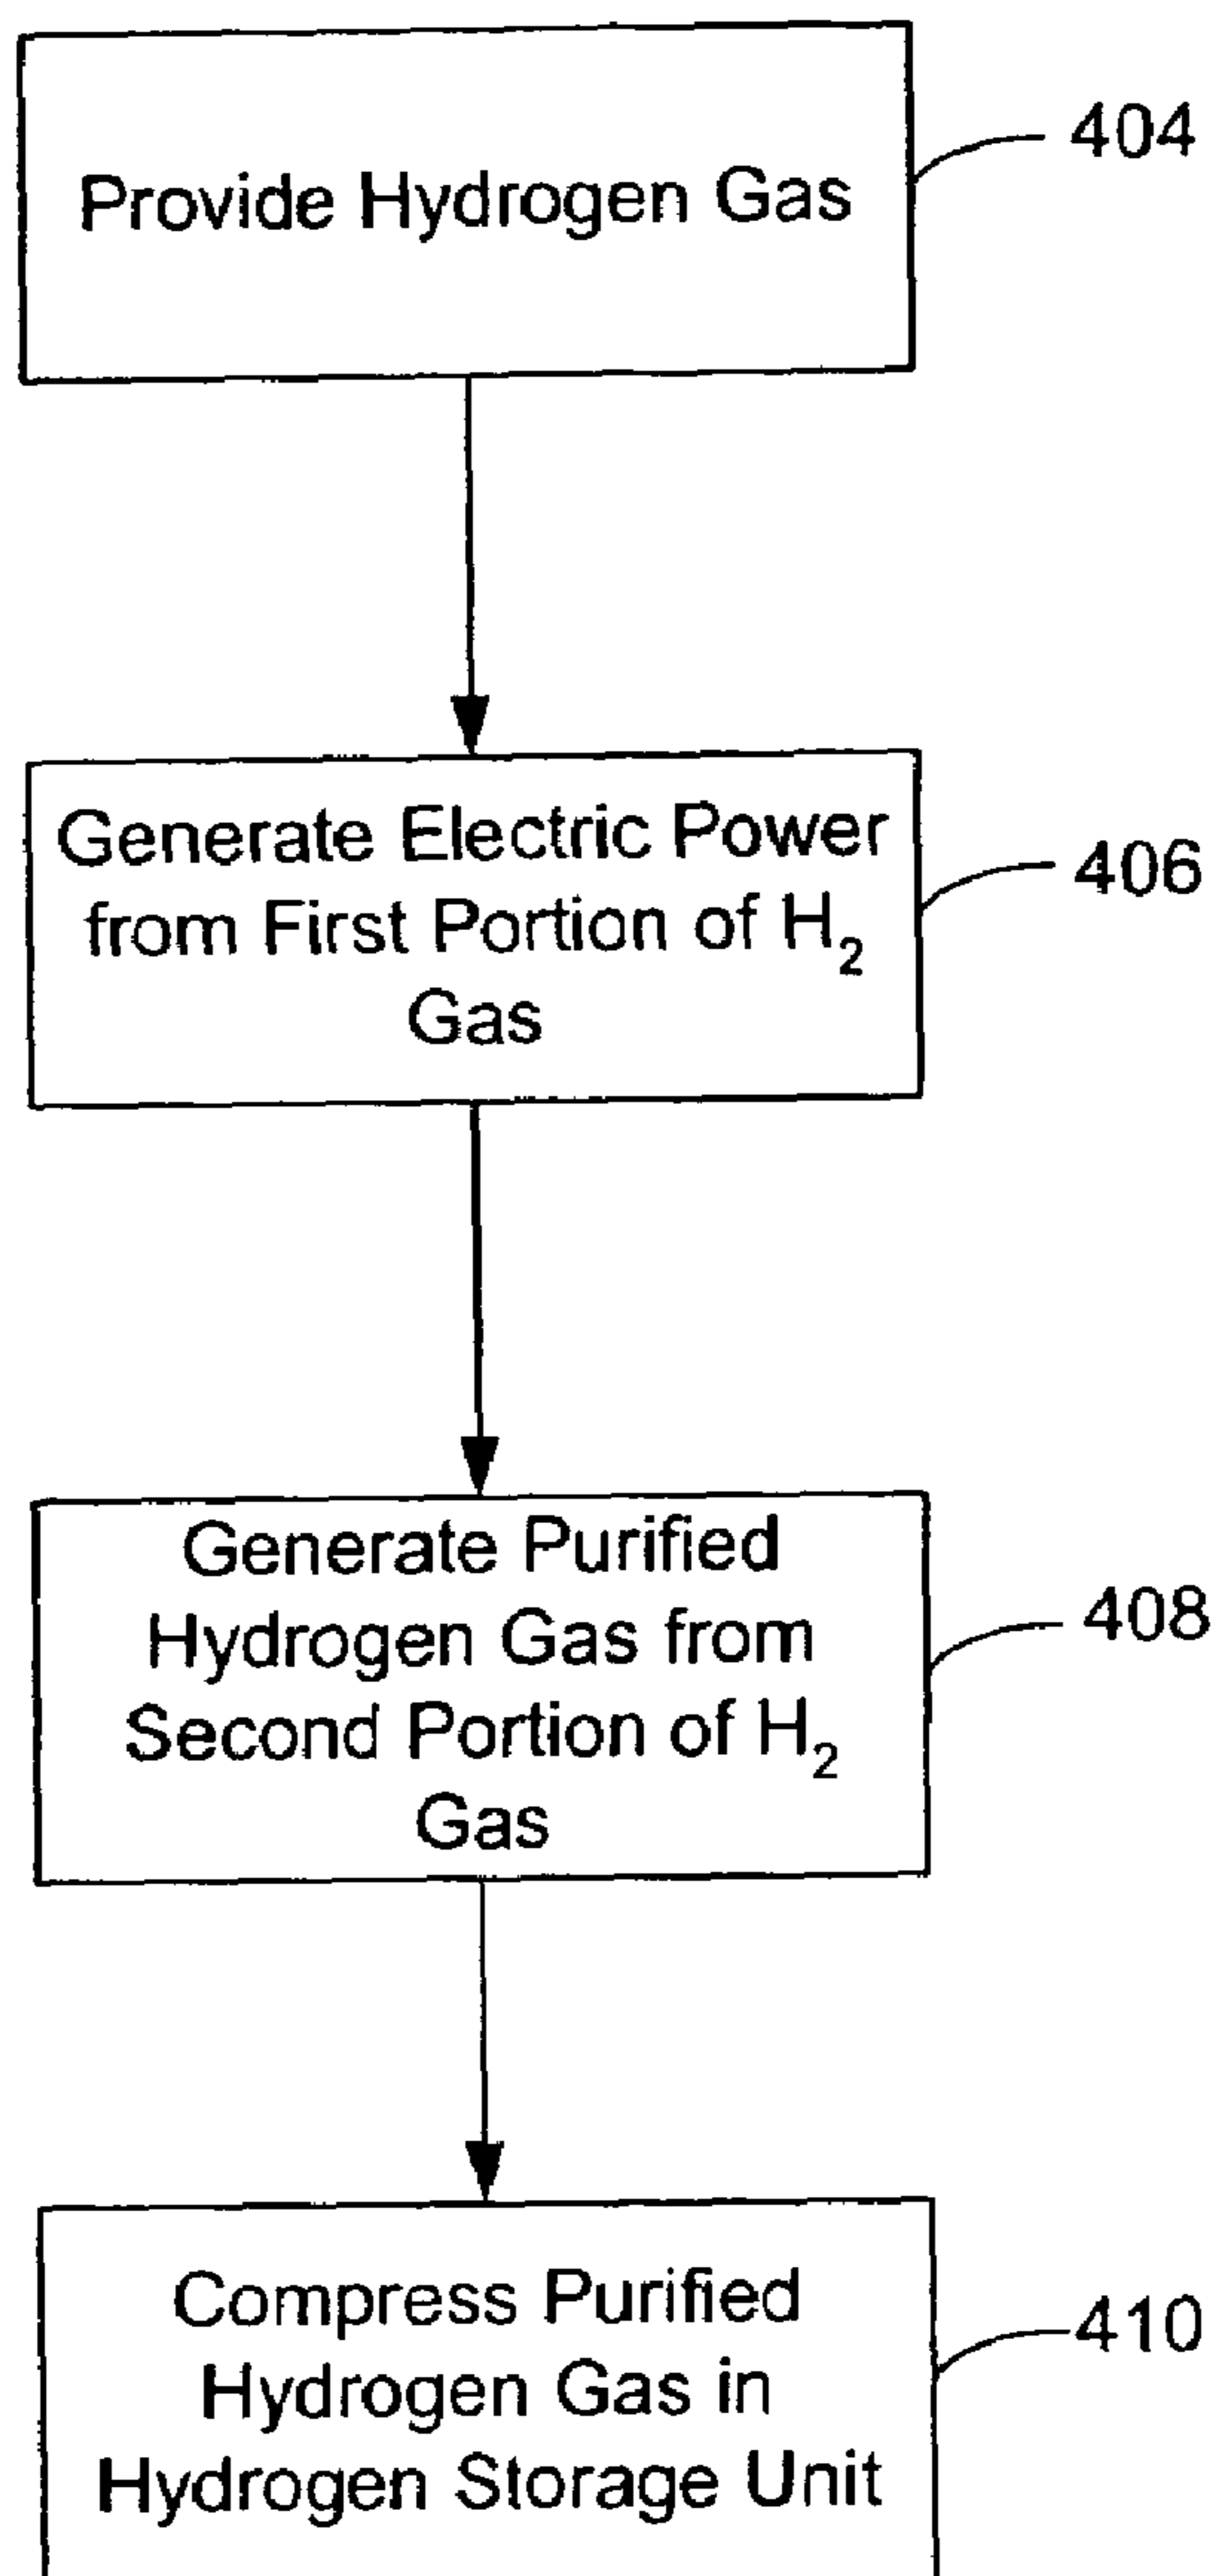 Provide Hydrogen Gas
404
Generate Electric Power
from First Portion of H₂
Gas
406
Generate Purified
Hydrogen Gas from
Second Portion of H₂
Gas
408
Compress Purified
Hydrogen Gas in
Hydrogen Storage Unit
410